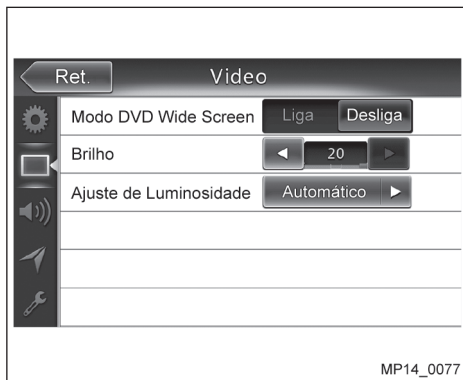 Ret. Video
Modo DVD Wide Screen Liga Desliga
Brilho 20
Ajuste de Luminosidade Automático
MP14_0077